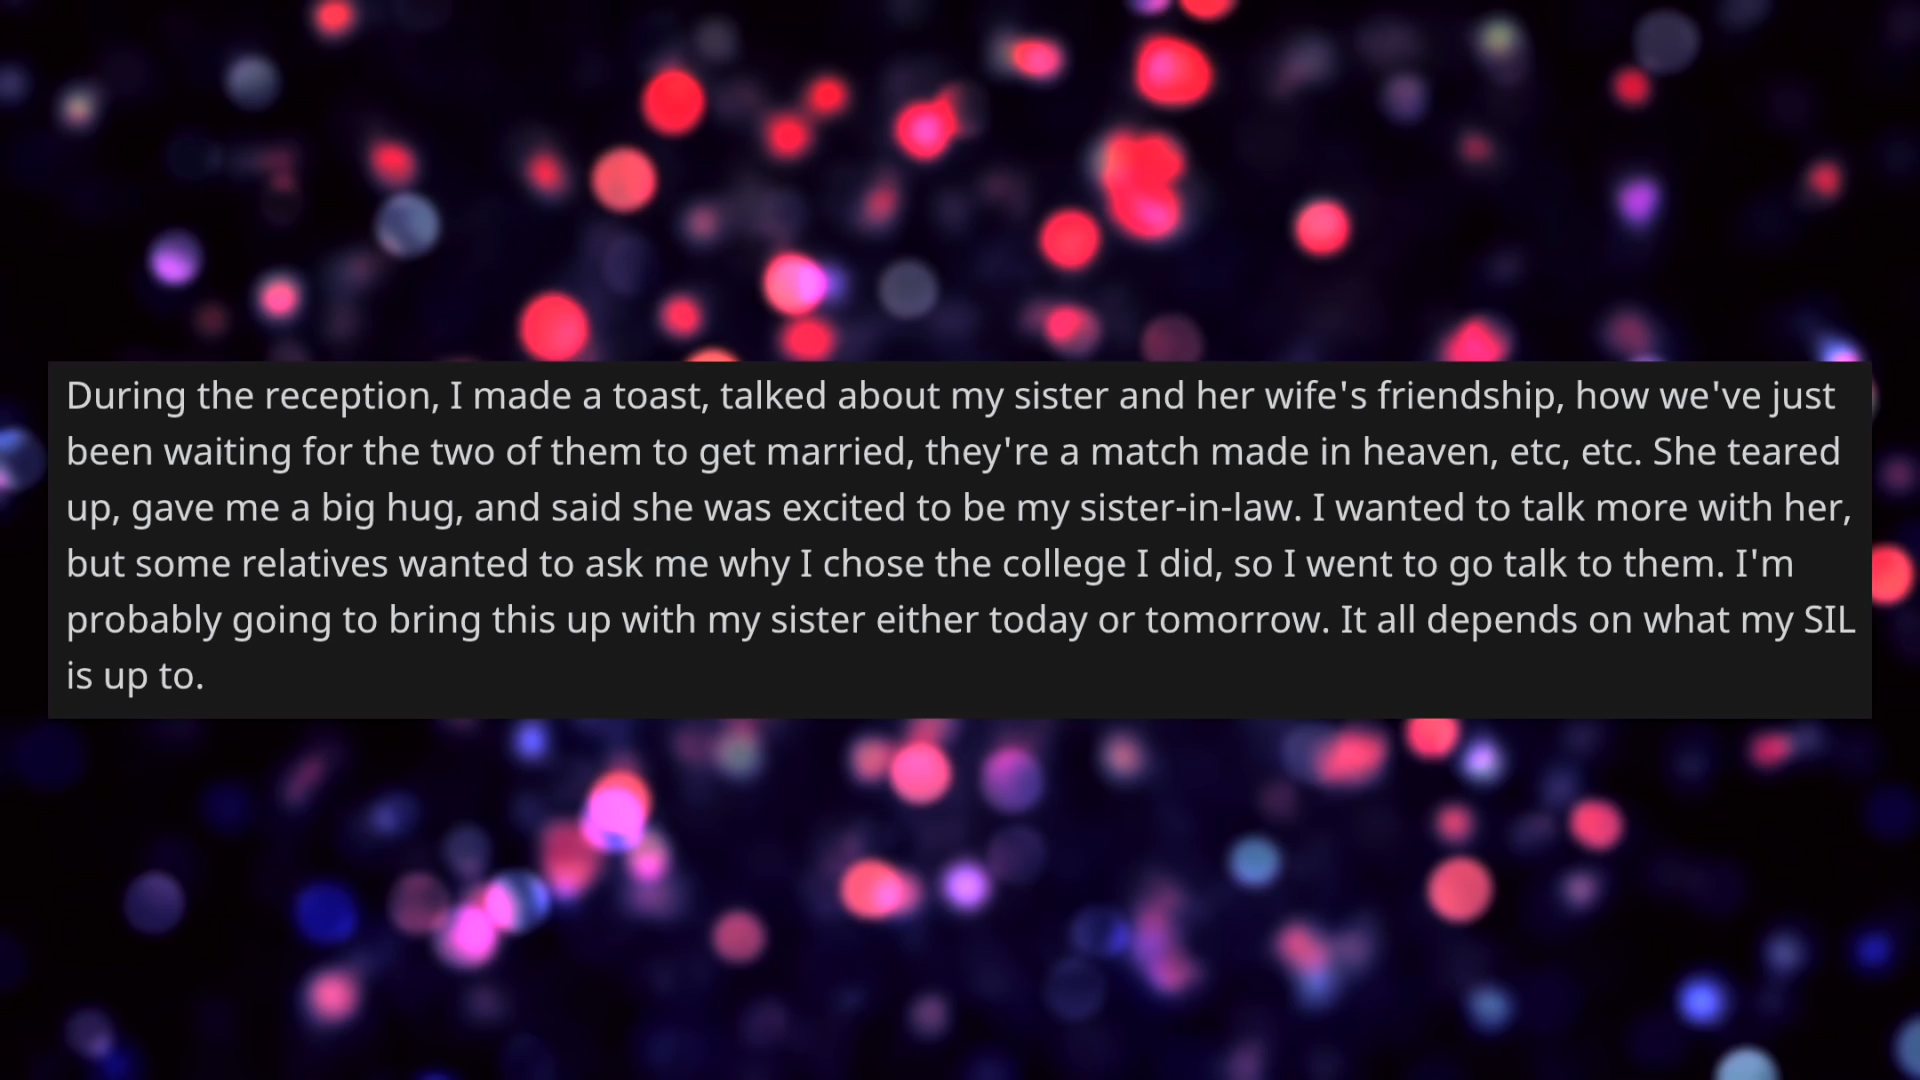 During the reception, I made a toast, talked about my sister and her wife's friendship, how we've just
been waiting for the two of them to get married, they're a match made in heaven, etc, etc. She teared
up, gave me a big hug, and said she was excited to be my sister-in-law. I wanted to talk more with her,
but some relatives wanted to ask me why I chose the college I did, so I went to go talk to them. I'm
probably going to bring this up with my sister either today or tomorrow. It all depends on what my SIL
is up to.